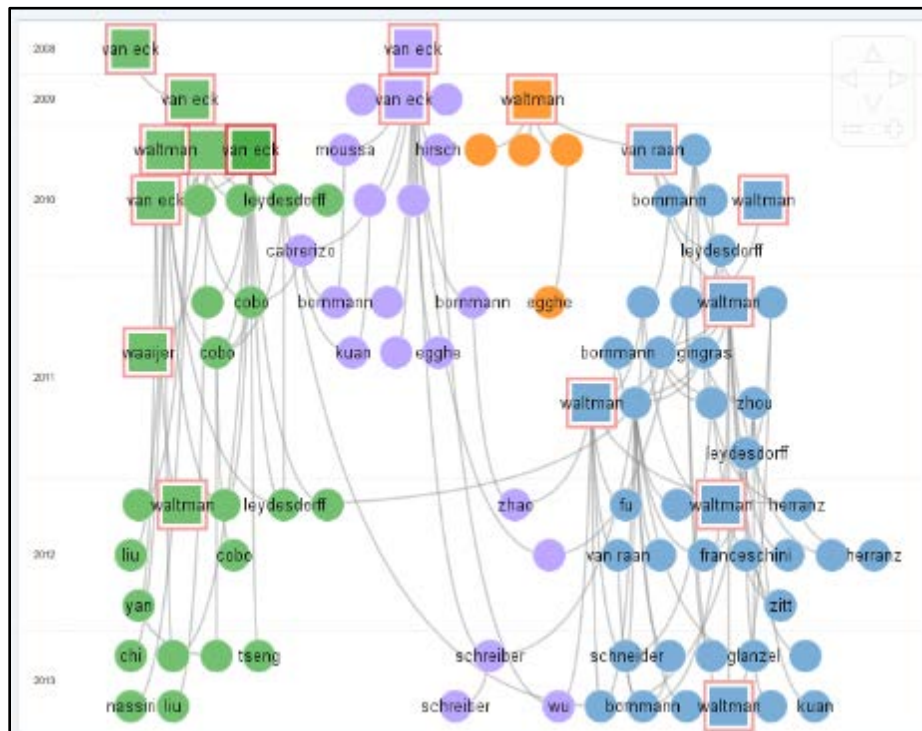 2008
van eck
van eck
2009
van eck
van eck
waltman
waltman
van eck
moussa
hirsch
van raan
2010
van eck
leydesdorff
bornmann
waltman
cabrerizo
leydesdorff
cobo
bornmann
bornmann
egghe
waltman
waaijer
cobo
kuan
egghe
bornmann
gingras
2011
waltman
zhou
leydesdorff
waltman
leydesdorff
zhao
fu
waltman
herranz
2012
liu
cobo
van raan
franceschini
herranz
yan
zitt
chi
tseng
schreiber
schneider
glanzel
2013
nassiri
liu
schreiber
wu
bornmann
waltman
kuan